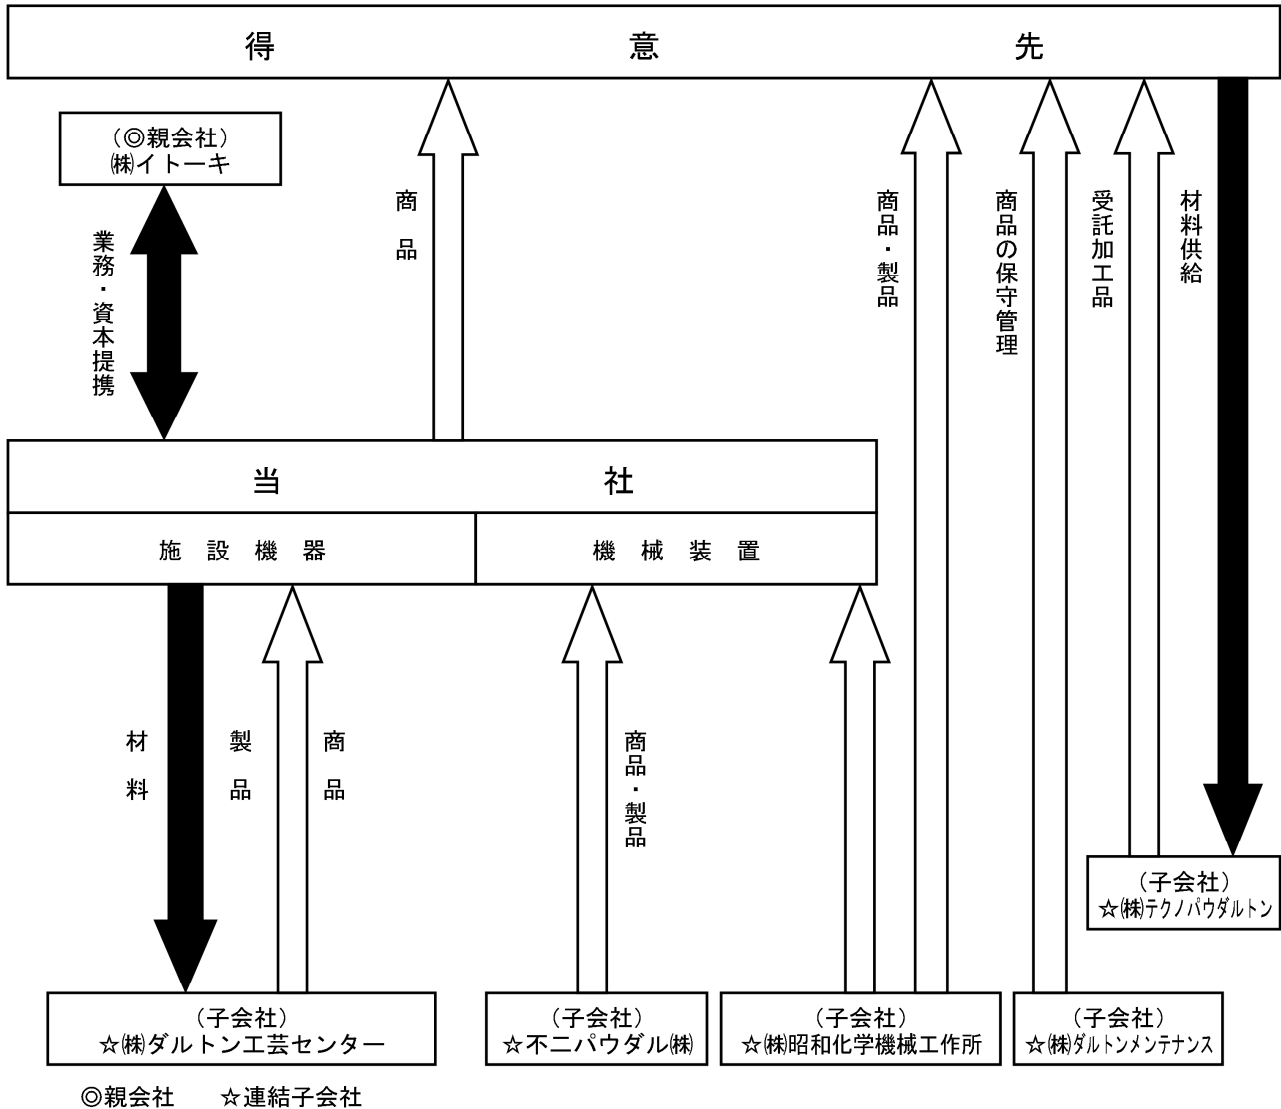 得意先
(◎親会社)
㈱イトーキ
業務・資本提携
商品
商品・製品
商品の保守管理
受託加工品
材料供給
当社
施設機器
機械装置
材料
製品
商品
商品・製品
(子会社)
☆㈱テクノパウダルトン
(子会社)
☆㈱ダルトン工芸センター
(子会社)
☆不二パウダル㈱
(子会社)
☆㈱昭和化学機械工作所
(子会社)
☆㈱ダルトンメンテナンス
◎親会社 ☆連結子会社